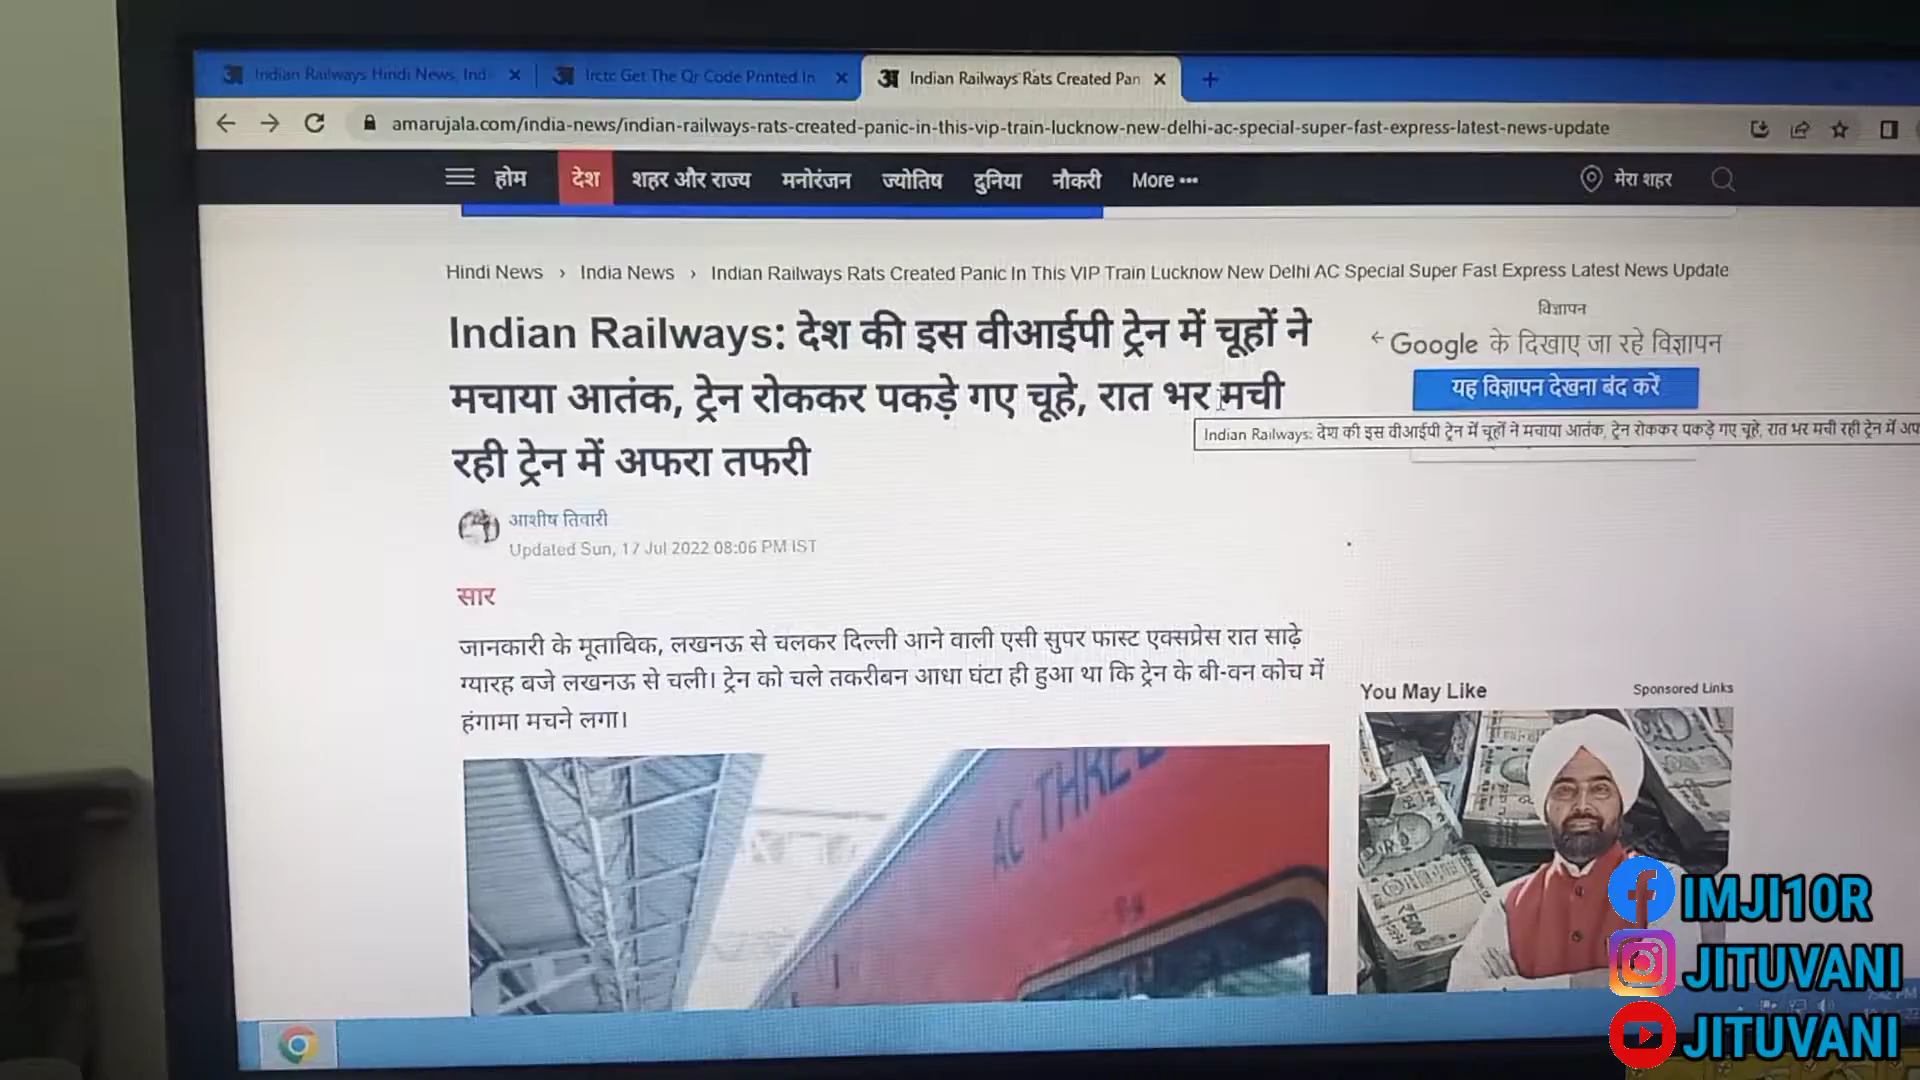 Indian Railways Hindi News, Ind
Irctc Get The Qr Code Printed In
Indian Railways Rats Created Pan
amarujala.com/india-news/indian-railways-rats-created-panic-in-this-vip-train-lucknow-new-delhi-ac-special-super-fast-express-latest-news-update
होम देश शहर और राज्य मनोरंजन ज्योतिष दुनिया नौकरी More ••• मेरा शहर
Hindi News › India News › Indian Railways Rats Created Panic In This VIP Train Lucknow New Delhi AC Special Super Fast Express Latest News Update
Indian Railways: देश की इस वीआईपी ट्रेन में चूहों ने
मचाया आतंक, ट्रेन रोककर पकड़े गए चूहे, रात भर मची
रही ट्रेन में अफरा तफरी
विज्ञापन
Google के दिखाए जा रहे विज्ञापन
यह विज्ञापन देखना बंद करें
Indian Railways: देश की इस वीआईपी ट्रेन में चूहों ने मचाया आतंक, ट्रेन रोककर पकड़े गए चूहे, रात भर मची रही ट्रेन में अफ
आशीष तिवारी
Updated Sun, 17 Jul 2022 08:06 PM IST
सार
जानकारी के मूताबिक, लखनऊ से चलकर दिल्ली आने वाली एसी सुपर फास्ट एक्सप्रेस रात साढ़े
ग्यारह बजे लखनऊ से चली। ट्रेन को चले तकरीबन आधा घंटा ही हुआ था कि ट्रेन के बी-वन कोच में
हंगामा मचने लगा।
You May Like
Sponsored Links
AC THREE
₹500
IMJI10R
JITUVANI
JITUVANI